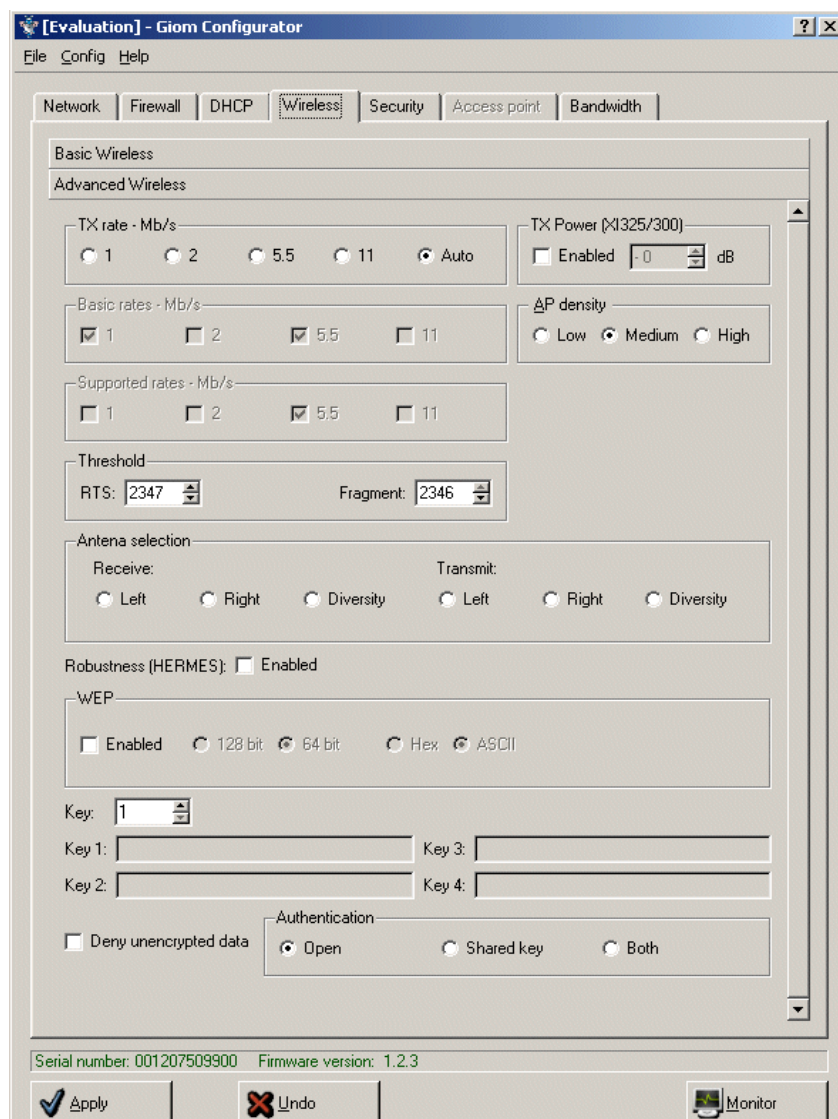 [Evaluation] - Giom Configurator
File Config Help
Network Firewall DHCP Wireless Security Access point Bandwidth
Basic Wireless
Advanced Wireless
TX rate - Mb/s
1 2 5.5 11 Auto
TX Power (XI325/300)
Enabled - 0 dB
Basic rates - Mb/s
1 2 5.5 11
AP density
Low Medium High
Supported rates - Mb/s
1 2 5.5 11
Threshold
RTS: 2347 Fragment: 2346
Antena selection
Receive: Transmit:
Left Right Diversity Left Right Diversity
Robustness (HERMES): Enabled
WEP
Enabled 128 bit 64 bit Hex ASCII
Key: 1
Key 1: Key 3:
Key 2: Key 4:
Deny unencrypted data
Authentication
Open Shared key Both
Serial number: 001207509900 Firmware version: 1.2.3
Apply Undo Monitor